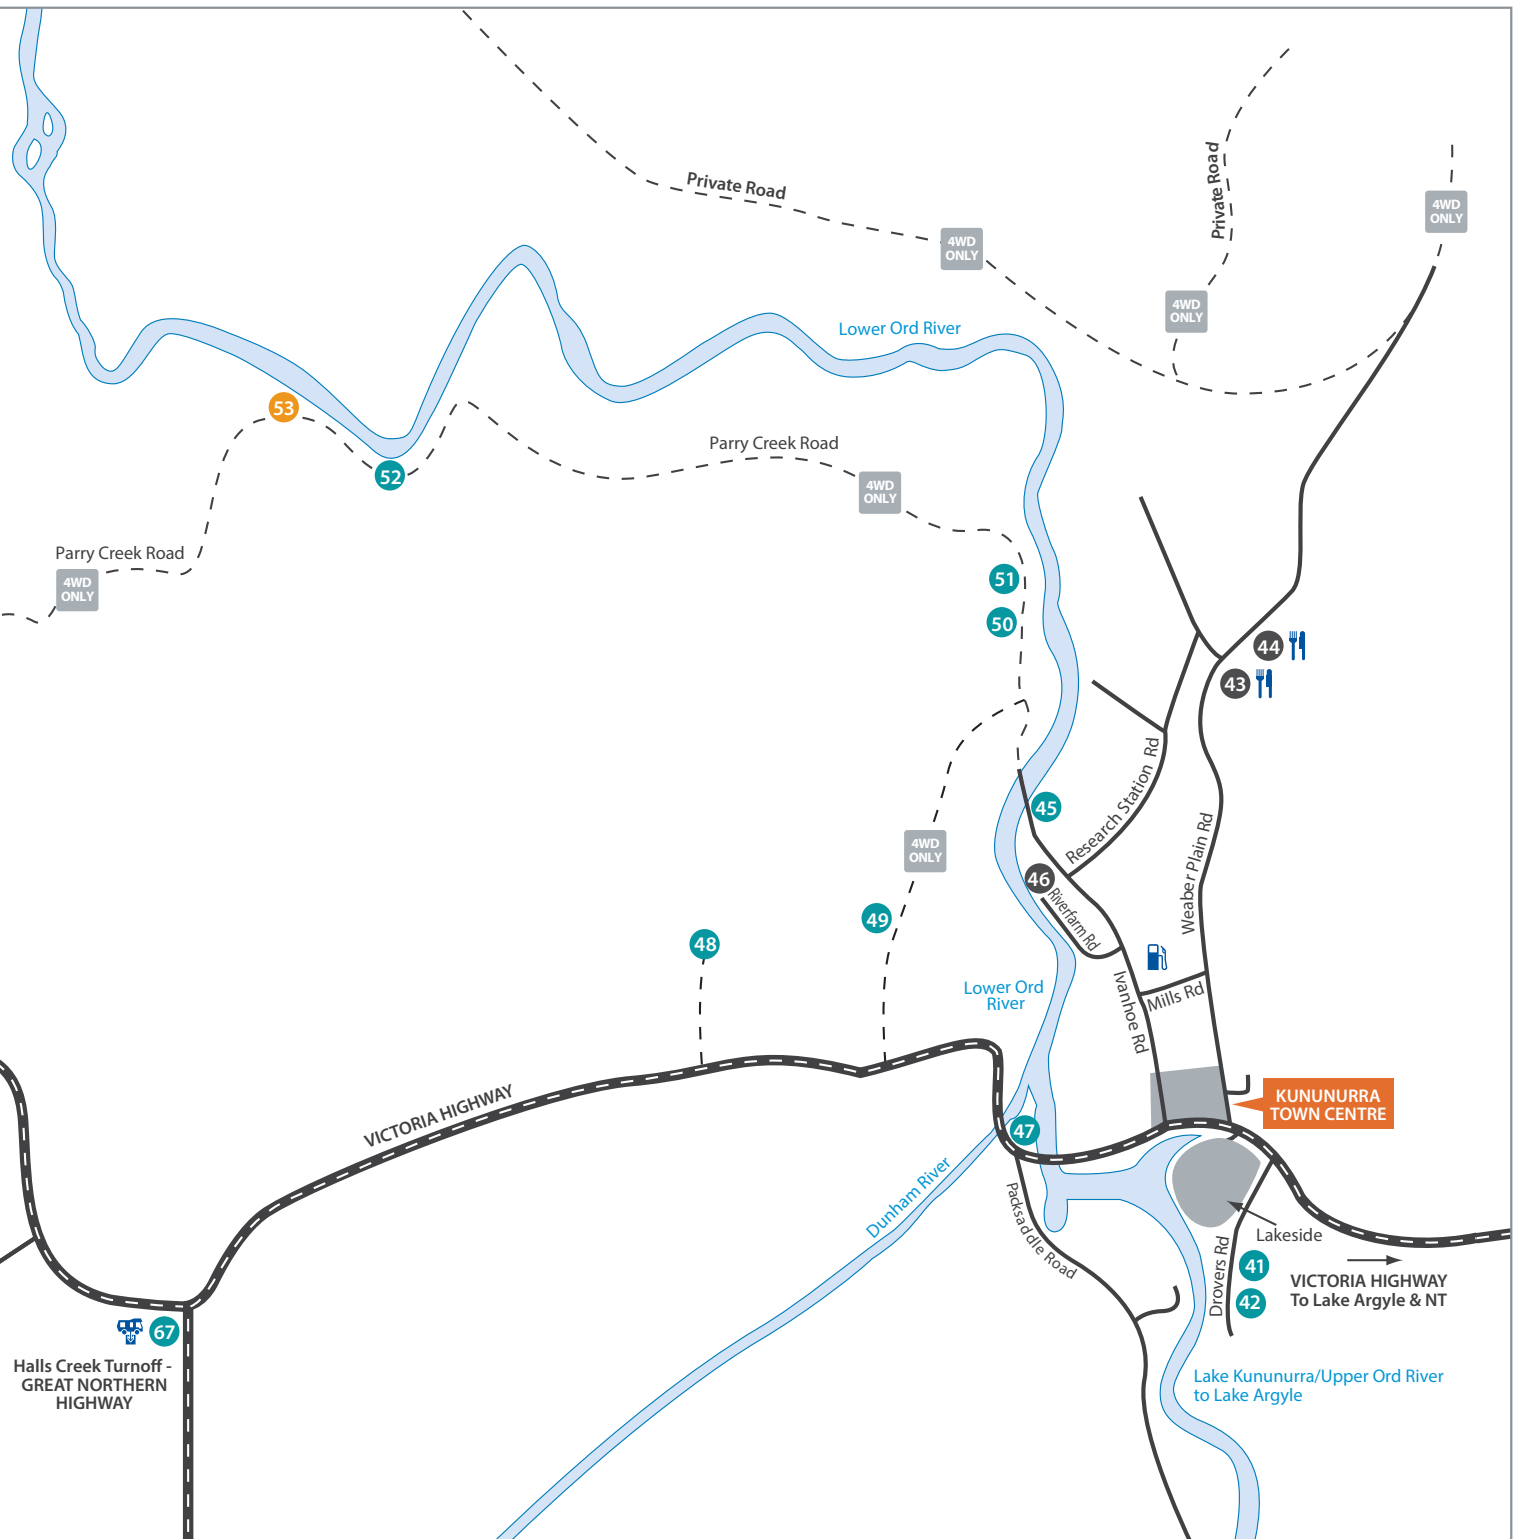 Private Road
Private Road
4WD
ONLY
4WD
ONLY
4WD
ONLY
Lower Ord River
53
Parry Creek Road
52
4WD
ONLY
Parry Creek Road
4WD
ONLY
51
50
44
43
Research Station Rd
45
Weaber Plain Rd
4WD
ONLY
46
Riverfarm Rd
49
48
Lower Ord
River
Ivanhoe Rd
Mills Rd
VICTORIA HIGHWAY
KUNUNURRA
TOWN CENTRE
47
Dunham River
Packsaddle Road
Lakeside
Drovers Rd
41
42
VICTORIA HIGHWAY
To Lake Argyle & NT
67
Halls Creek Turnoff -
GREAT NORTHERN
HIGHWAY
Lake Kununurra/Upper Ord River
to Lake Argyle